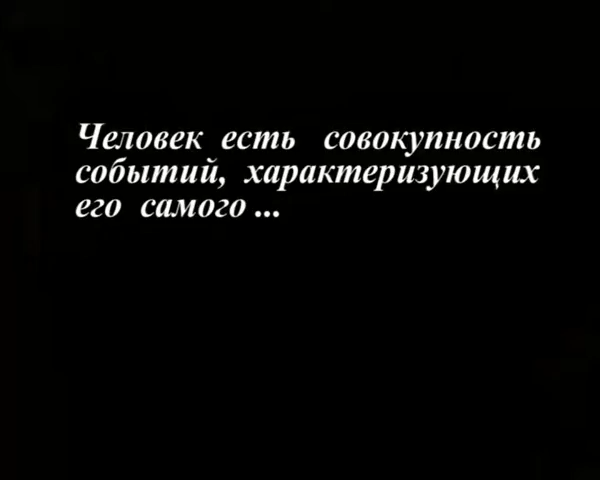 Человек есть совокупность
событий, характеризующих
его самого ...